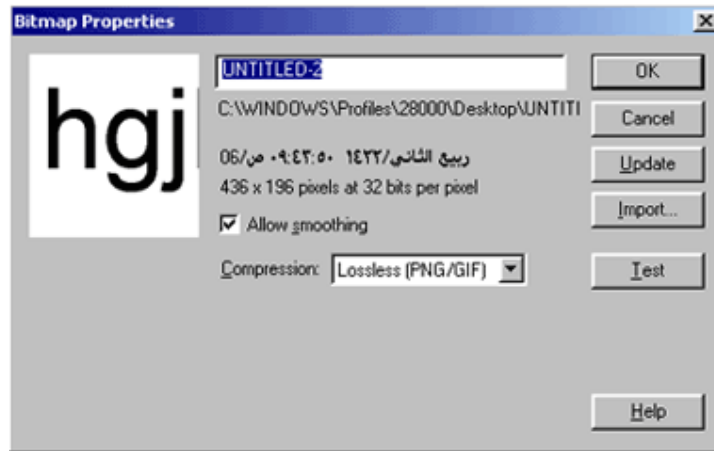 Bitmap Properties
hgj
UNTITLED-2
C:\WINDOWS\Profiles\28000\Desktop\UNTITI
06/ربيع الثاني/١٤٢٢ ٠٩:٤٣:٥٠ ص
436 x 196 pixels at 32 bits per pixel
Allow smoothing
Compression: Lossless (PNG/GIF)
OK
Cancel
Update
Import...
Test
Help